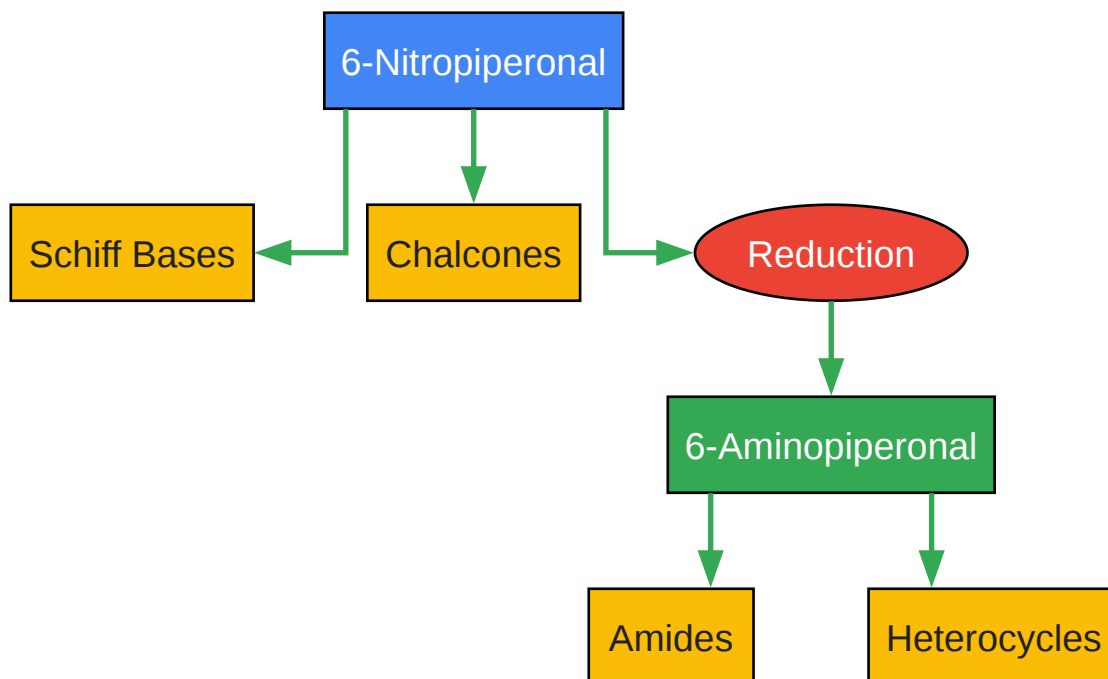 6-Nitropiperonal
Schiff Bases
Chalcones
Reduction
6-Aminopiperonal
Amides
Heterocycles